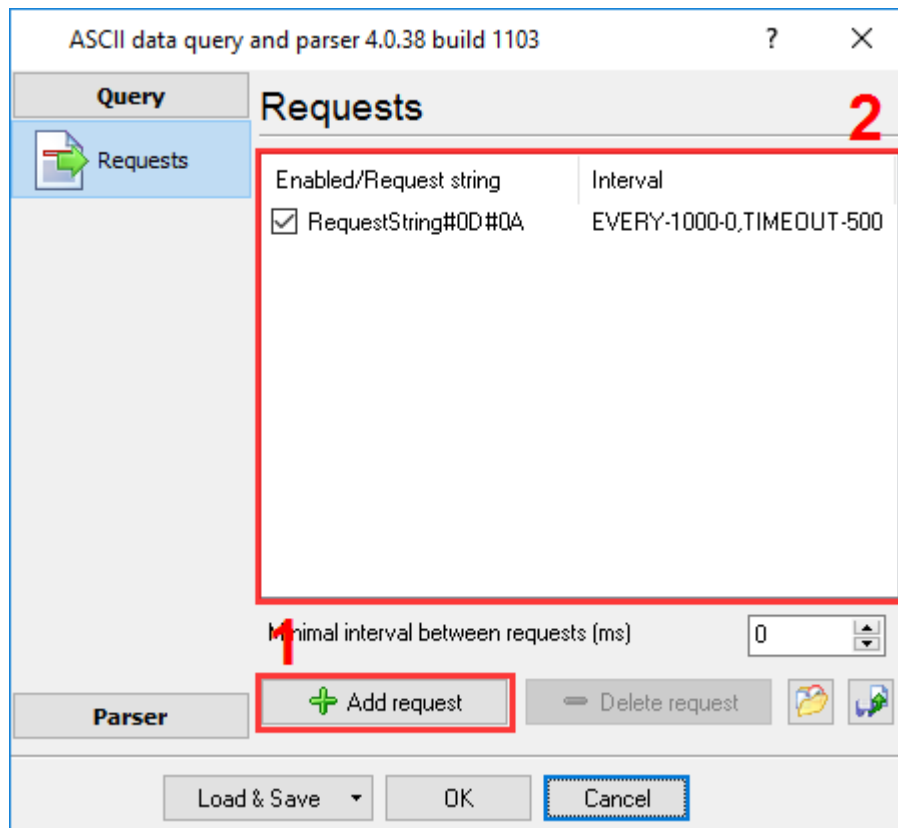 ASCII data query and parser 4.0.38 build 1103
?
Query
Requests
Requests
2
Enabled/Request string
Interval
RequestString#0D#0A
EVERY-1000-0,TIMEOUT-500
Minimal interval between requests (ms)
0
1
Add request
Delete request
Parser
Load & Save
OK
Cancel